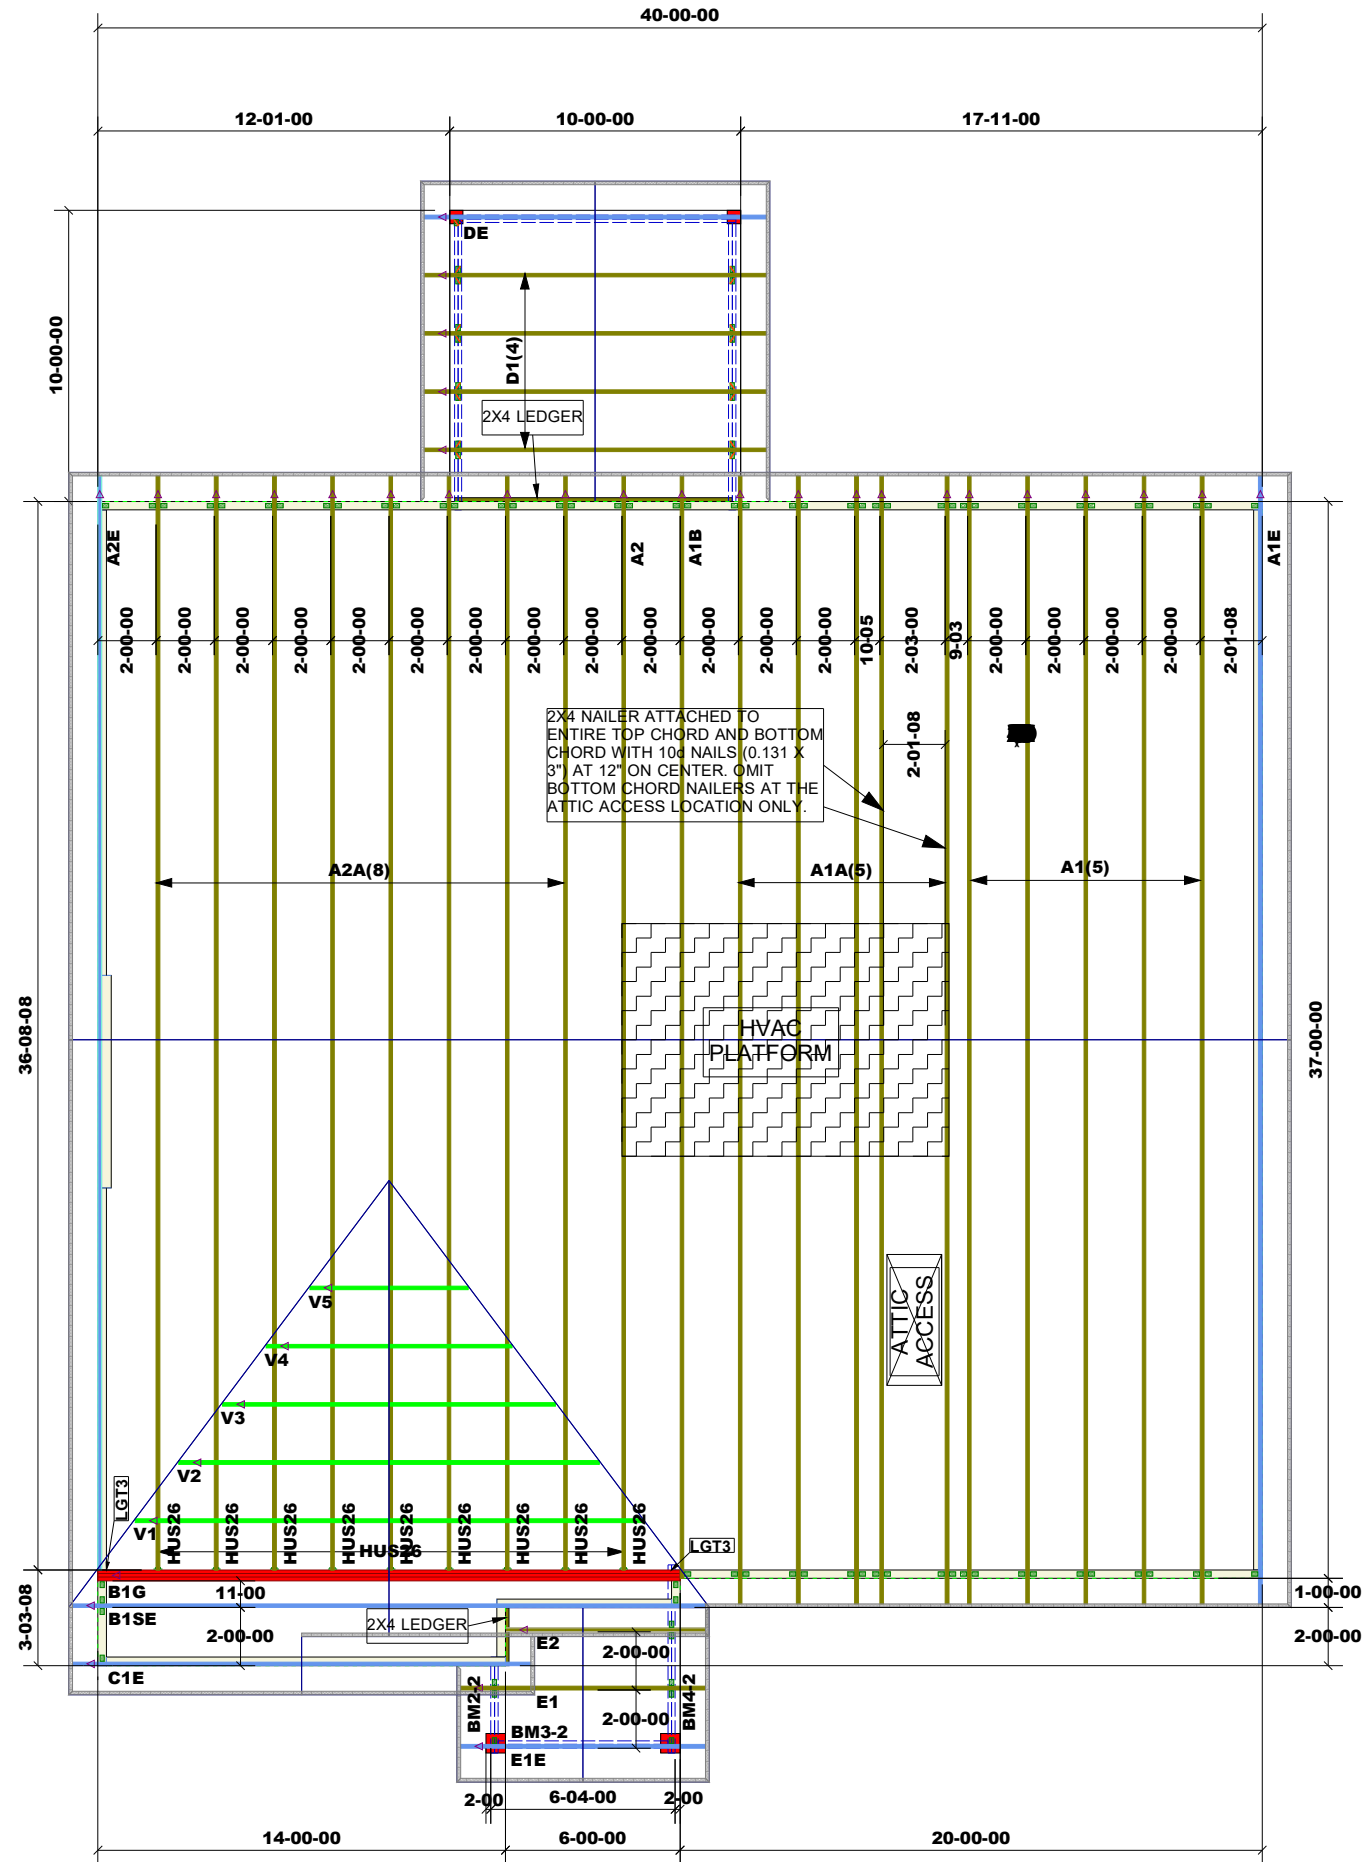 40-00-00
12-01-00
10-00-00
17-11-00
DE
10-00-00
D1(4)
2X4 LEDGER
A2E
A2
A1B
A1E
2-00-00
2-00-00
2-00-00
2-00-00
2-00-00
2-00-00
2-00-00
2-00-00
2-00-00
2-00-00
2-00-00
2-00-00
2-00-00
10-05
2-03-00
9-03
2-00-00
2-00-00
2-00-00
2-00-00
2-01-08
2X4 NAILER ATTACHED TO
ENTIRE TOP CHORD AND BOTTOM
CHORD WITH 10d NAILS (0.131 X
3") AT 12" ON CENTER. OMIT
BOTTOM CHORD NAILERS AT THE
ATTIC ACCESS LOCATION ONLY.
2-01-08
A2A(8)
A1A(5)
A1(5)
36-08-08
37-00-00
HVAC
PLATFORM
ATTIC
ACCESS
V5
V4
V3
V2
V1
LGT3
HUS26
HUS26
HUS26
HUS26
HUS26
HUS26
HUS26
HUS26
HUS26
HUS26
LGT3
B1G
11-00
1-00-00
B1SE
3-03-08
2-00-00
2X4 LEDGER
2-00-00
E2
2-00-00
C1E
BM2-2
E1
BM4-2
2-00-00
BM3-2
E1E
2-00
6-04-00
2-00
14-00-00
6-00-00
20-00-00